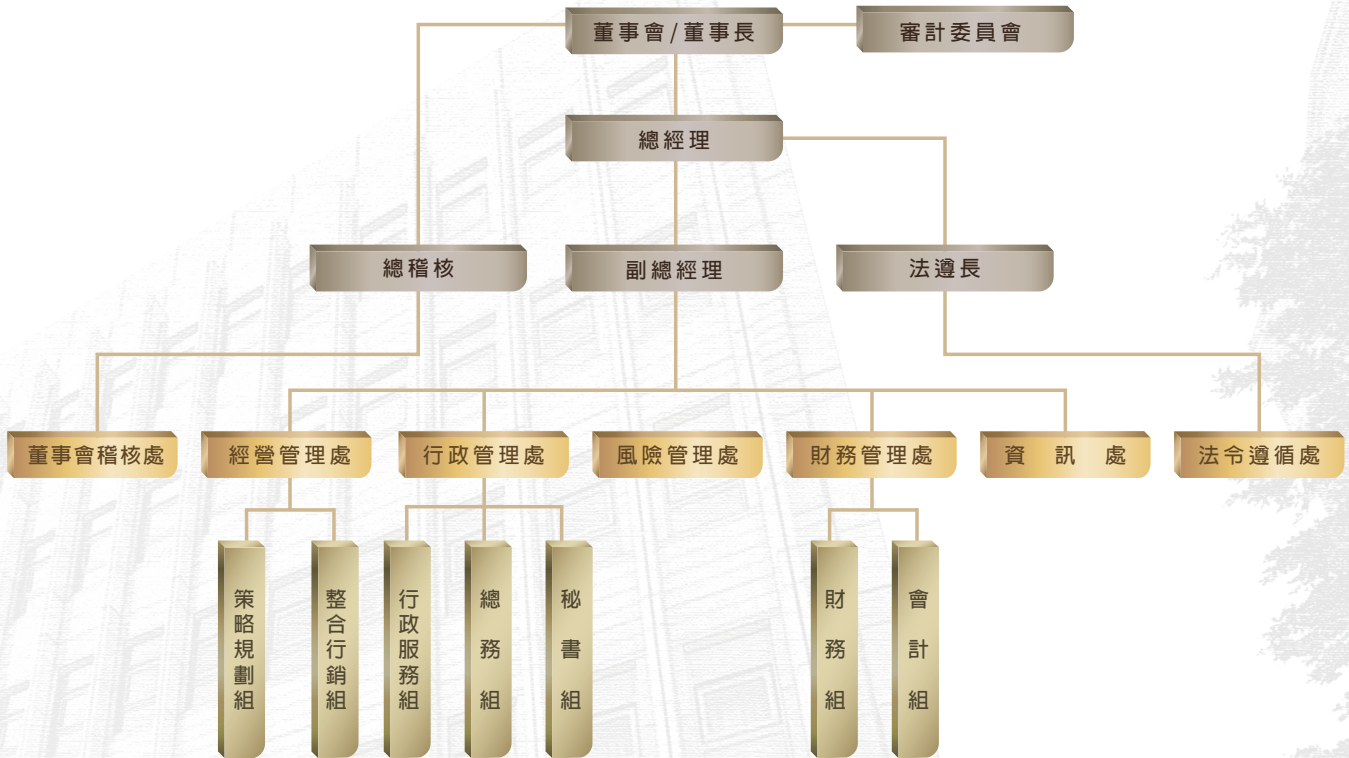 董事會/董事長
審計委員會
總經理
總稽核
副總經理
法遵長
董事會稽核處
經營管理處
行政管理處
風險管理處
財務管理處
資訊處
法令遵循處
策略規劃組
整合行銷組
行政服務組
總務組
秘書組
財務組
會計組